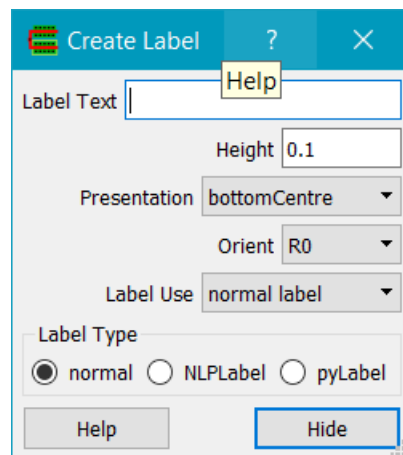 Create Label ?
Help
Label Text
Height 0.1
Presentation bottomCentre
Orient R0
Label Use normal label
Label Type
normal NLPLabel pyLabel
Help Hide